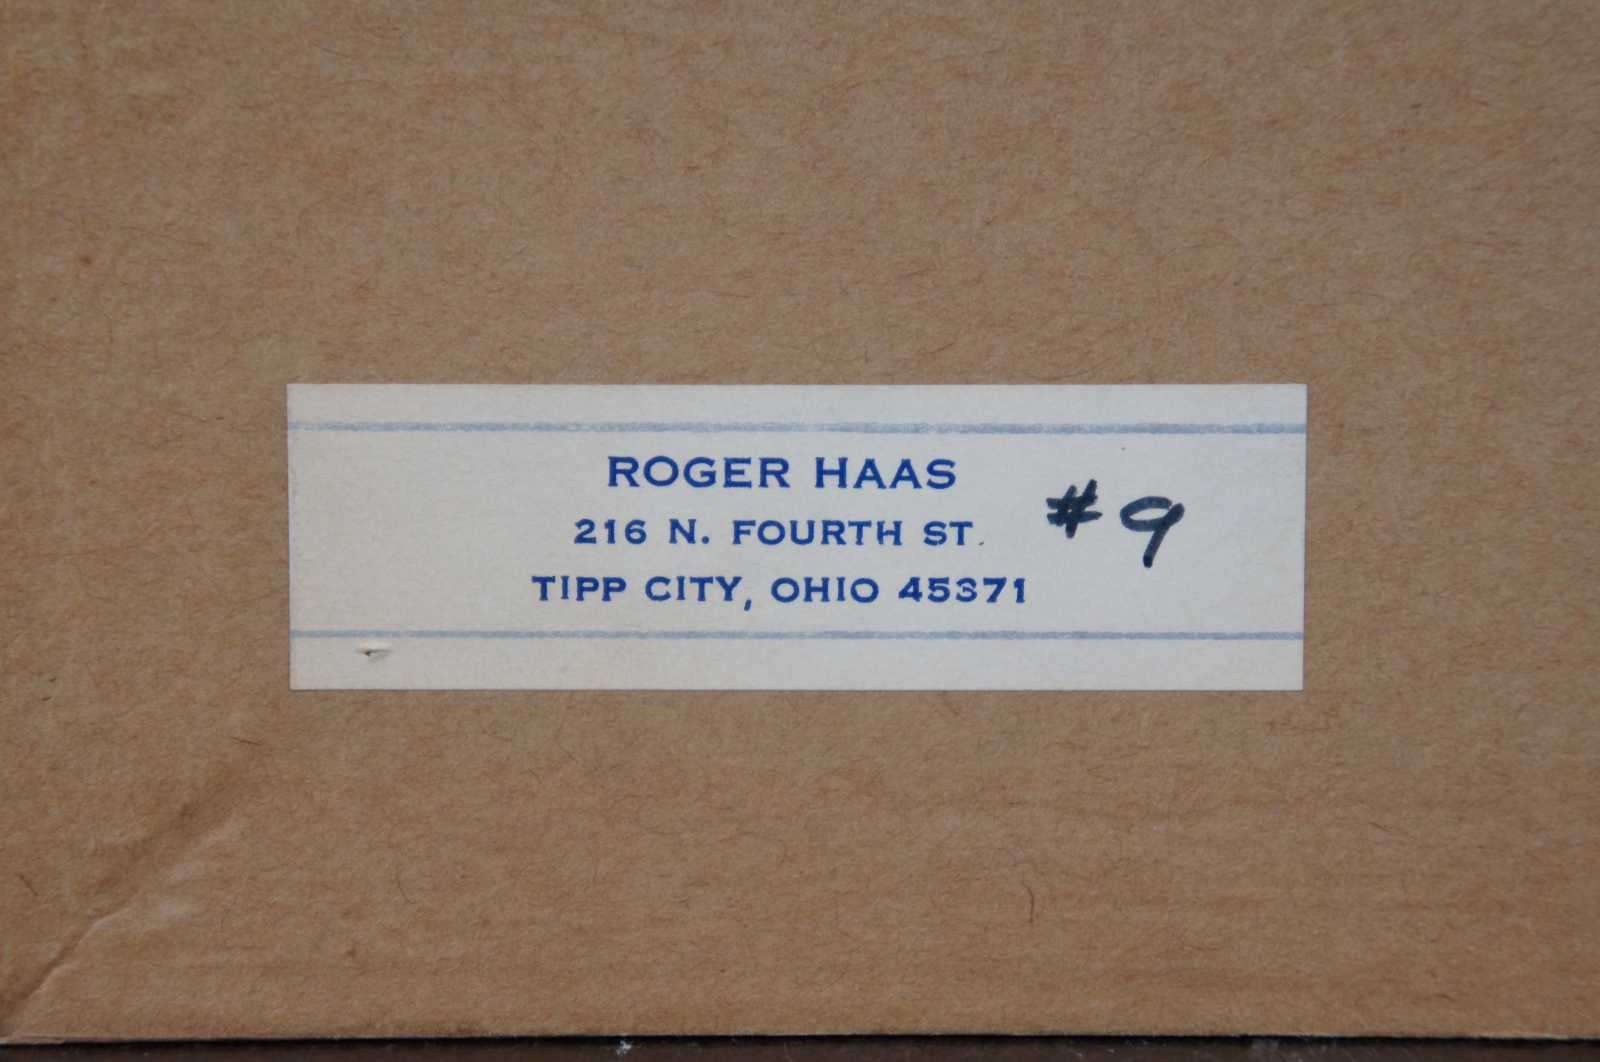 ROGER HAAS
216 N. FOURTH ST.
TIPP CITY, OHIO 45371
#9